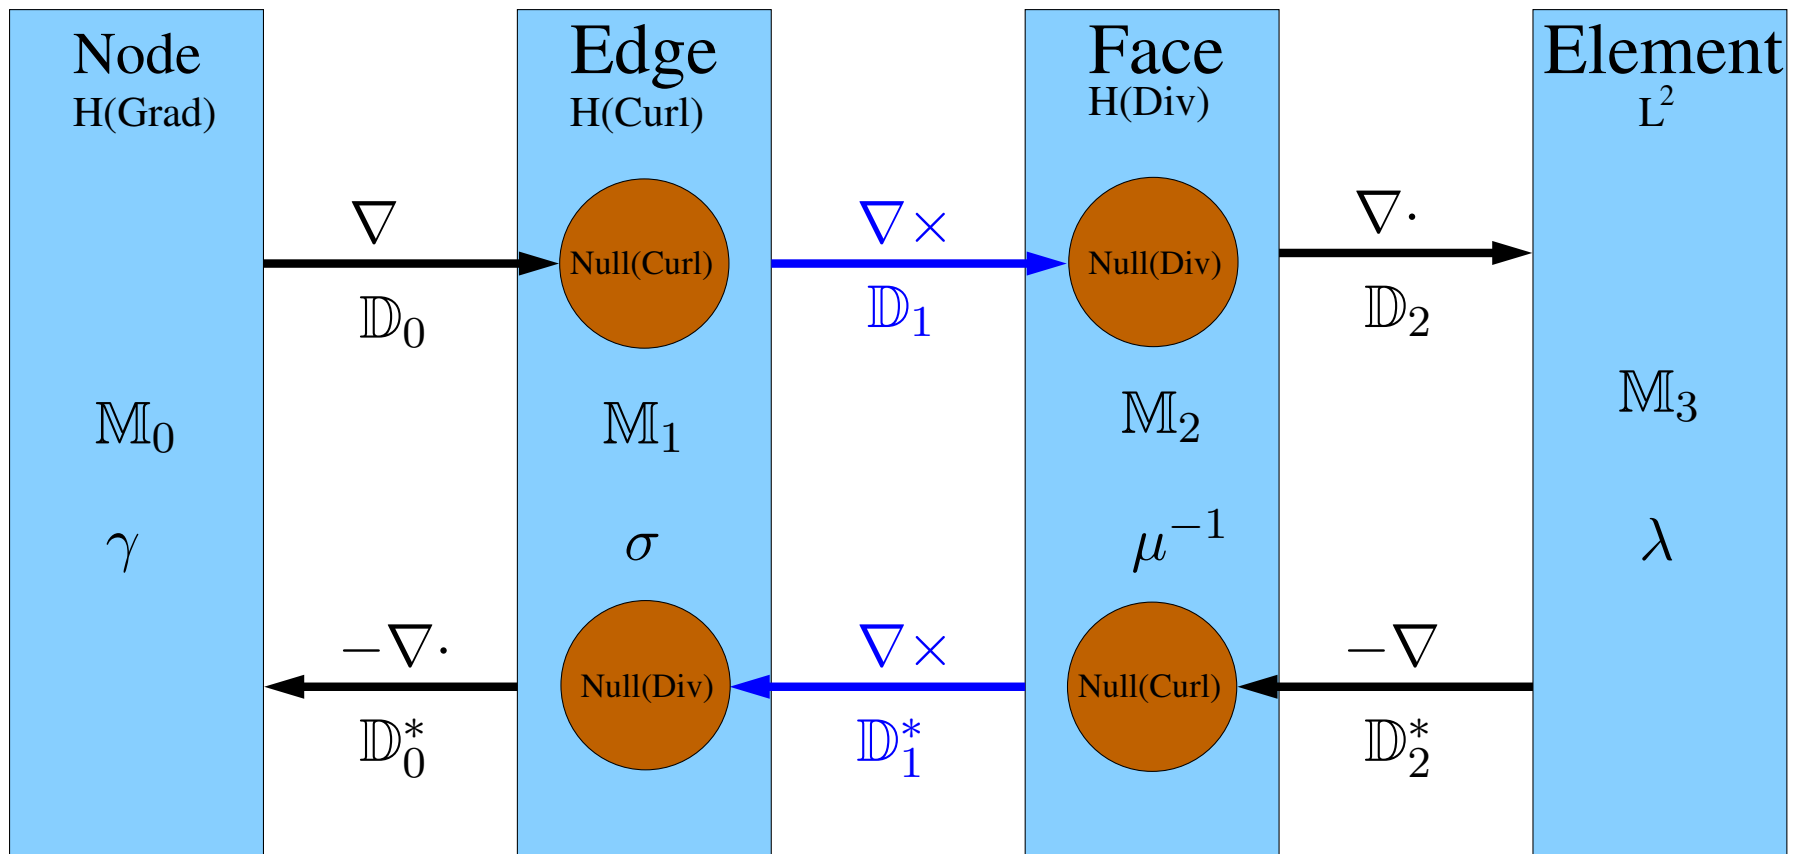 Node
H(Grad)
Edge
H(Curl)
Face
H(Div)
Element
L²
∇
𝔻₀
Null(Curl)
∇×
𝔻₁
Null(Div)
∇·
𝔻₂
𝕄₀
𝕄₁
𝕄₂
𝕄₃
γ
σ
μ⁻¹
λ
−∇·
𝔻₀*
Null(Div)
∇×
𝔻₁*
Null(Curl)
−∇
𝔻₂*